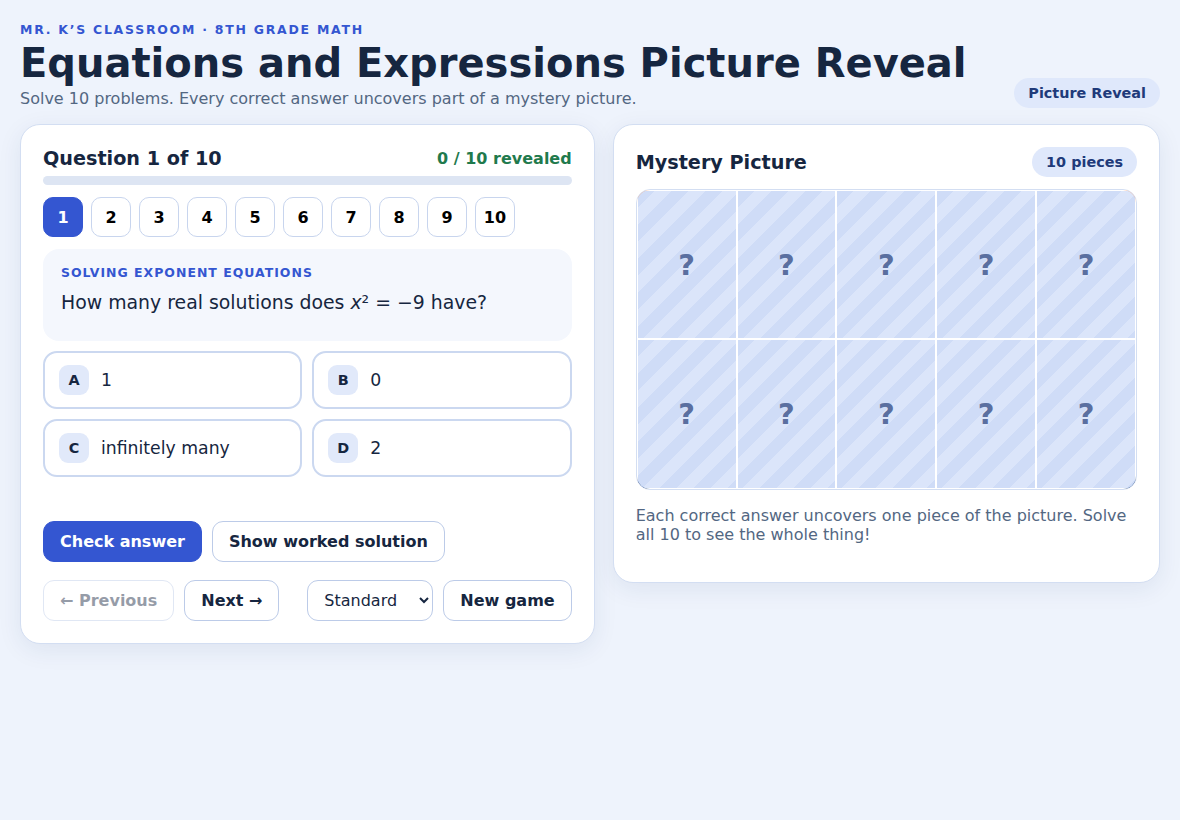 MR. K’S CLASSROOM · 8TH GRADE MATH
Equations and Expressions Picture Reveal
Solve 10 problems. Every correct answer uncovers part of a mystery picture.
Picture Reveal
Question 1 of 10
0 / 10 revealed
1 2 3 4 5 6 7 8 9 10
SOLVING EXPONENT EQUATIONS
How many real solutions does x² = −9 have?
A 1
B 0
C infinitely many
D 2
Check answer
Show worked solution
← Previous
Next →
Standard
New game
Mystery Picture
10 pieces
? ? ? ? ?
? ? ? ? ?
Each correct answer uncovers one piece of the picture. Solve
all 10 to see the whole thing!